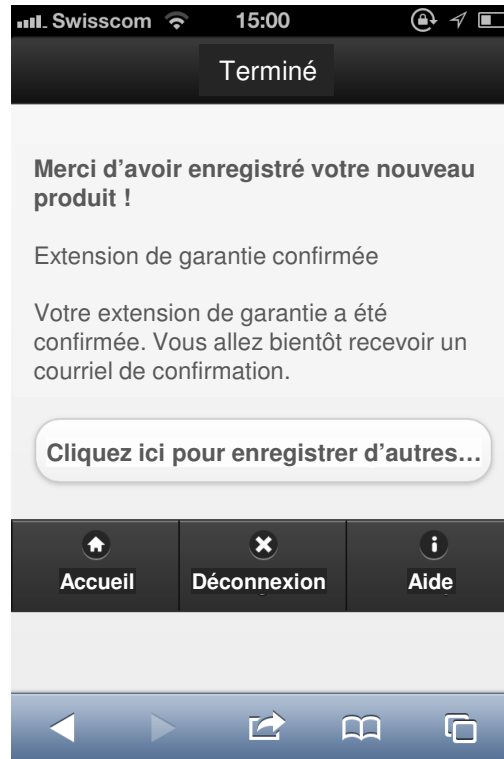 Swisscom 15:00
Terminé
Merci d’avoir enregistré votre nouveau
produit !
Extension de garantie confirmée
Votre extension de garantie a été
confirmée. Vous allez bientôt recevoir un
courriel de confirmation.
Cliquez ici pour enregistrer d’autres…
Accueil Déconnexion Aide